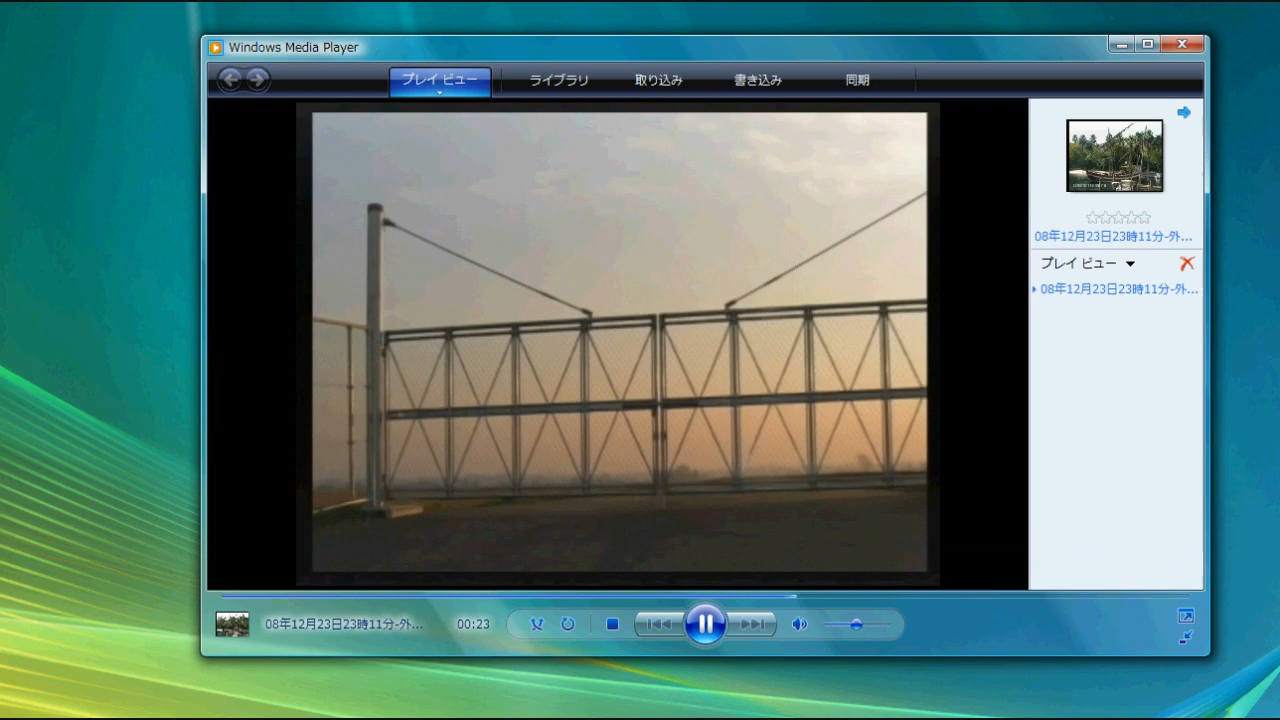 Windows Media Player
プレイ ビュー
ライブラリ
取り込み
書き込み
同期
08年12月23日23時11分-外...
プレイ ビュー
08年12月23日23時11分-外...
08年12月23日23時11分-外...
00:23